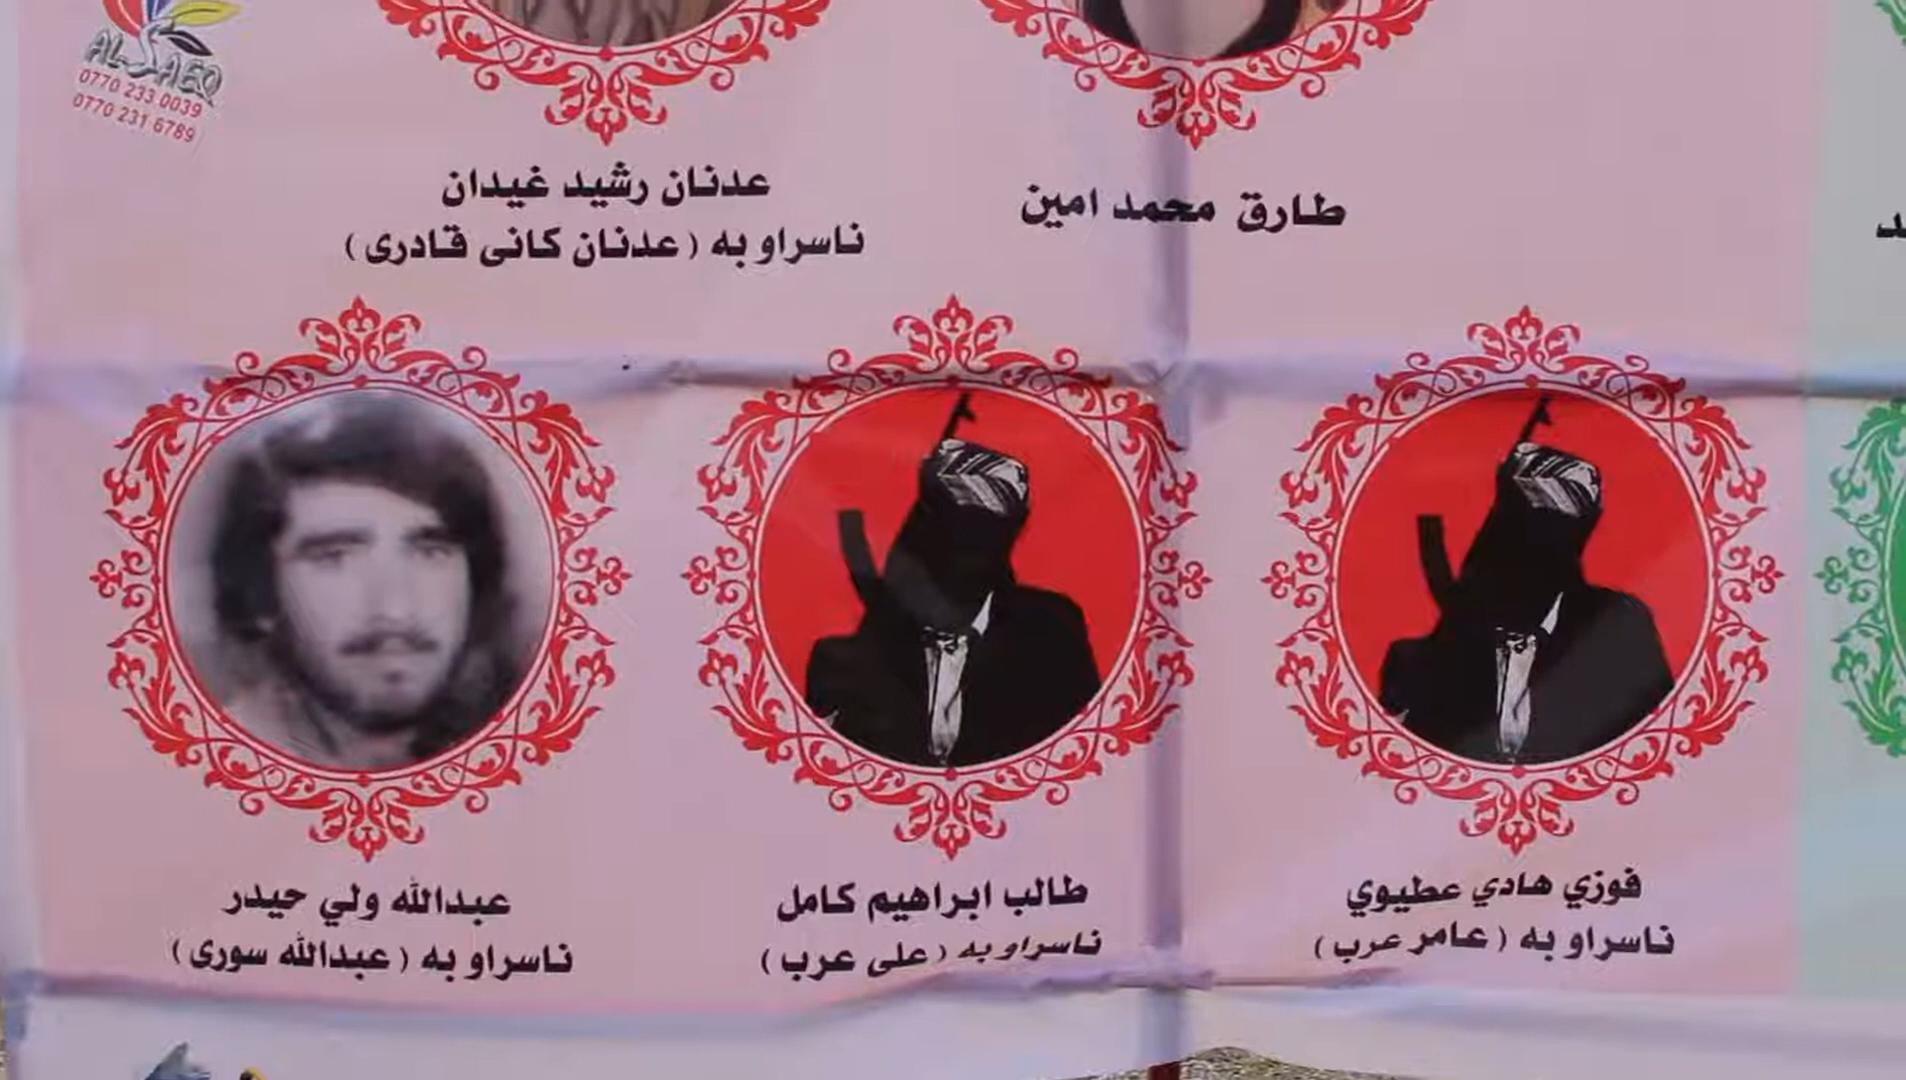 AL SAEQ
0770 233 0039
0770 231 6789
طارق محمد امين
عدنان رشيد غيدان
ناسراو به ( عدنان كانى قادرى )
فوزي هادي عطيوي
ناسراو به ( عامر عرب )
طالب ابراهيم كامل
ناسراو به ( على عرب )
عبدالله ولي حيدر
ناسراو به ( عبدالله سورى )